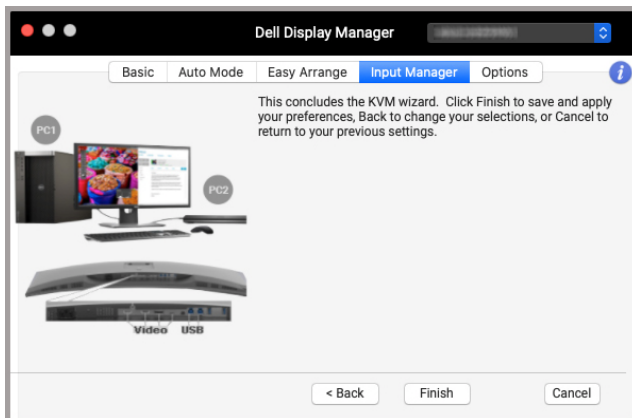 Dell Display Manager
Basic Auto Mode Easy Arrange Input Manager Options i
This concludes the KVM wizard. Click Finish to save and apply
your preferences, Back to change your selections, or Cancel to
return to your previous settings.
PC1
PC2
Video USB
< Back Finish Cancel